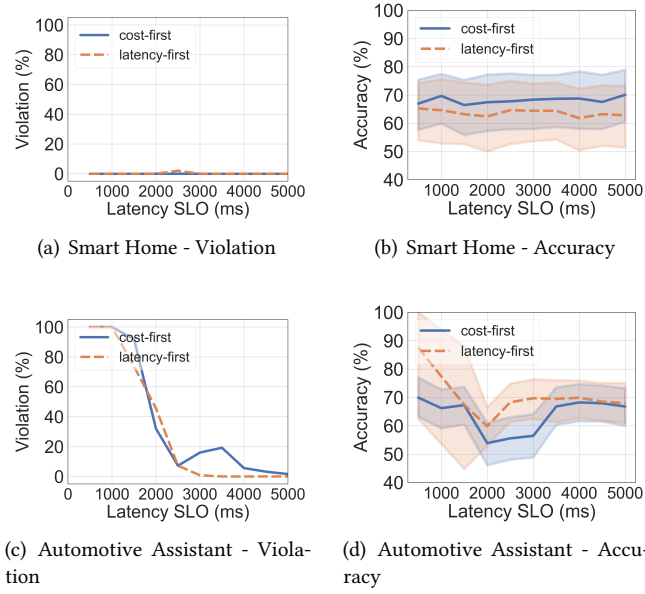 100
80
60
40
20
0
Violation (%)
cost-first
latency-first
0 1000 2000 3000 4000 5000
Latency SLO (ms)
(a) Smart Home - Violation
100
90
80
70
60
50
40
Accuracy (%)
cost-first
latency-first
1000 2000 3000 4000 5000
Latency SLO (ms)
(b) Smart Home - Accuracy
100
80
60
40
20
0
Violation (%)
cost-first
latency-first
0 1000 2000 3000 4000 5000
Latency SLO (ms)
(c) Automotive Assistant - Viola-
tion
100
90
80
70
60
50
40
Accuracy (%)
cost-first
latency-first
1000 2000 3000 4000 5000
Latency SLO (ms)
(d) Automotive Assistant - Accu-
racy